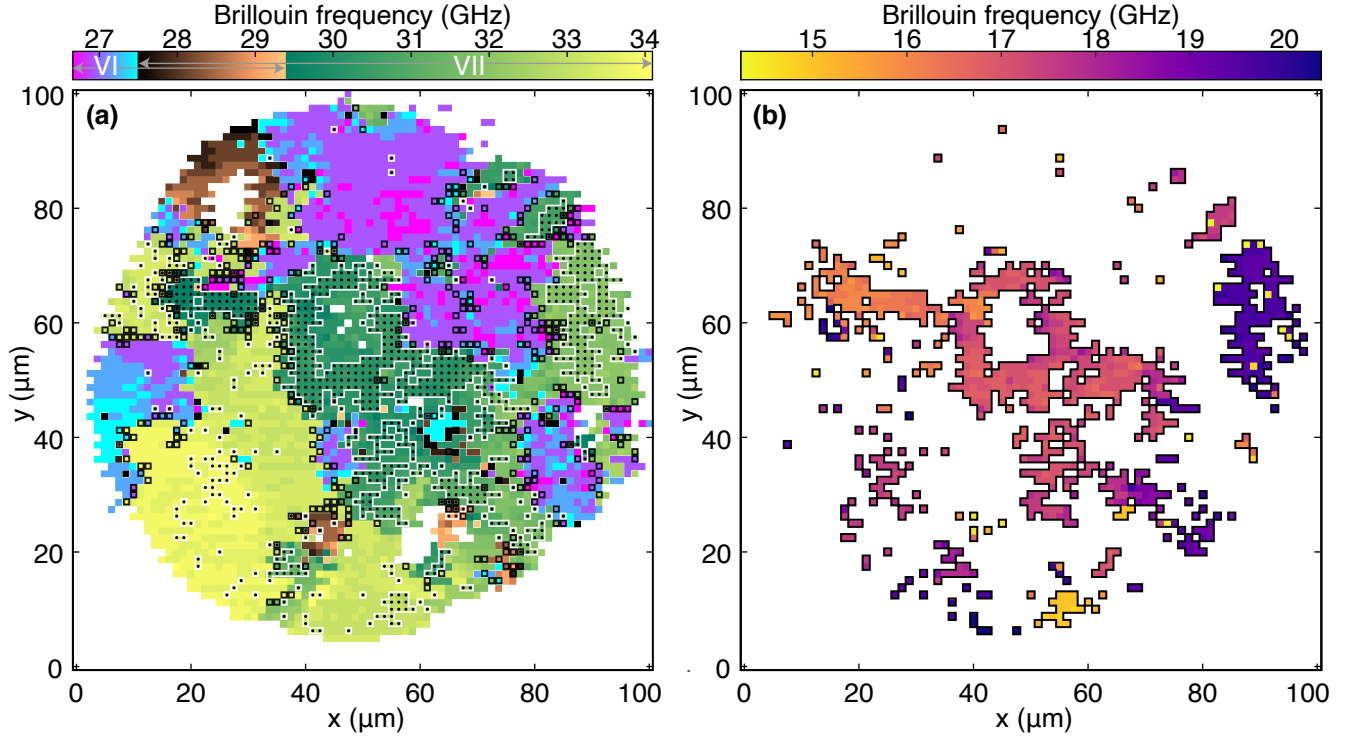 Brillouin frequency (GHz)
27 28 29 30 31 32 33 34
VI VII
(a)
100
80
60
40
20
0
y (μm)
0 20 40 60 80 100
x (μm)
Brillouin frequency (GHz)
15 16 17 18 19 20
(b)
100
80
60
40
20
0
y (μm)
0 20 40 60 80 100
x (μm)